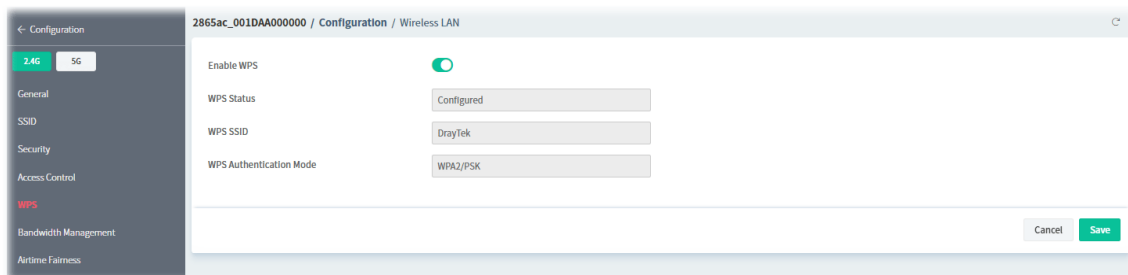 ← Configuration
2.4G 5G
General
SSID
Security
Access Control
WPS
Bandwidth Management
Airtime Fairness
2865ac_001DAA000000 / Configuration / Wireless LAN
Enable WPS
WPS Status Configured
WPS SSID DrayTek
WPS Authentication Mode WPA2/PSK
Cancel Save